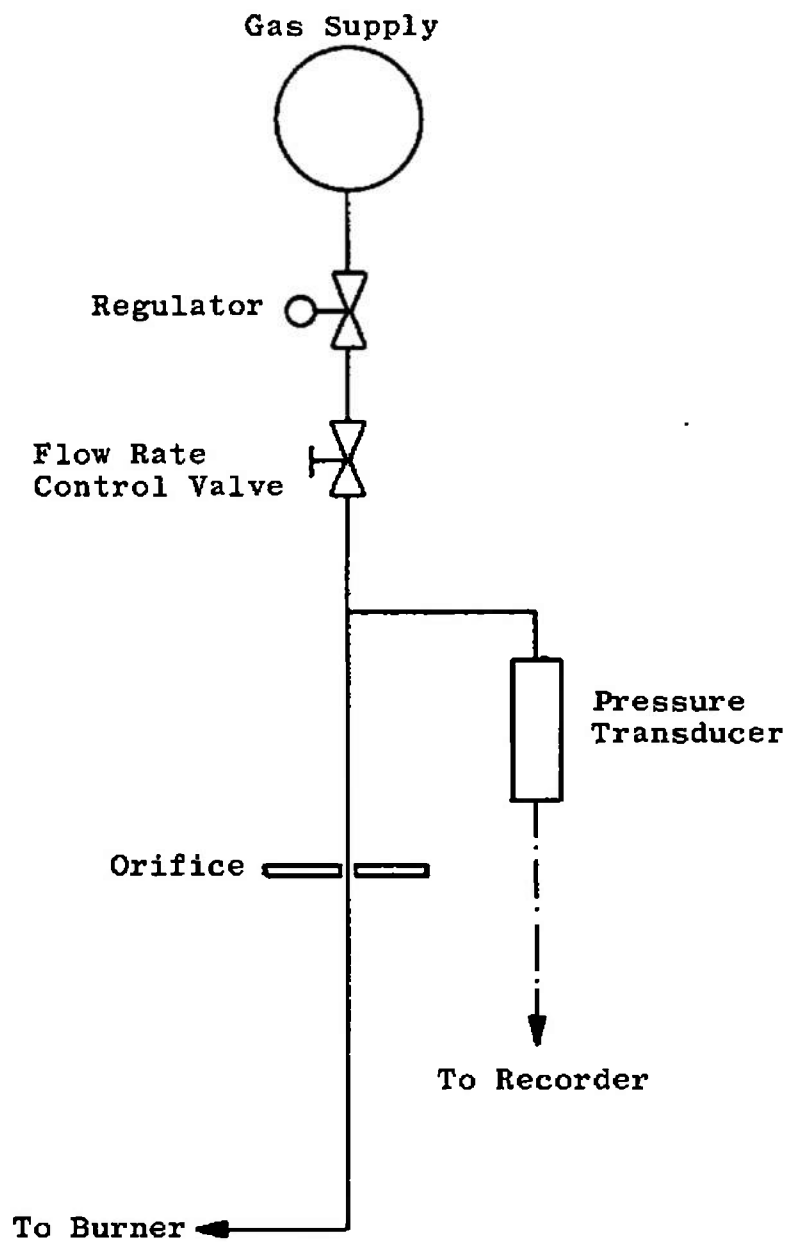 Gas Supply
Regulator
Flow Rate
Control Valve
Pressure
Transducer
Orifice
To Recorder
To Burner